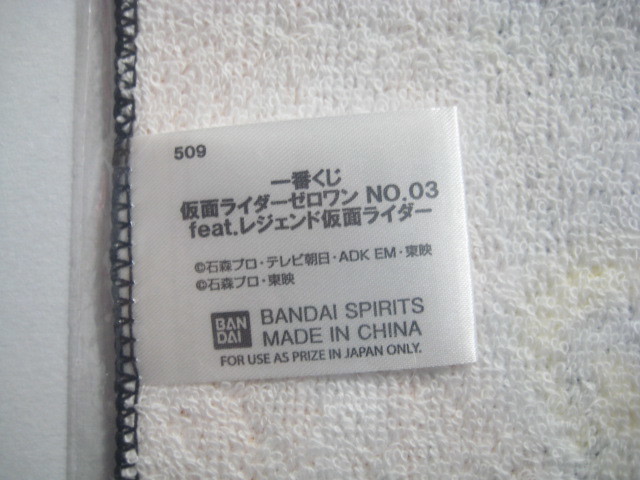 509
一番くじ
仮面ライダーゼロワン NO.03
feat.レジェンド仮面ライダー
©石森プロ・テレビ朝日・ADK EM・東映
©石森プロ・東映
BAN
DAI
BANDAI SPIRITS
MADE IN CHINA
FOR USE AS PRIZE IN JAPAN ONLY.